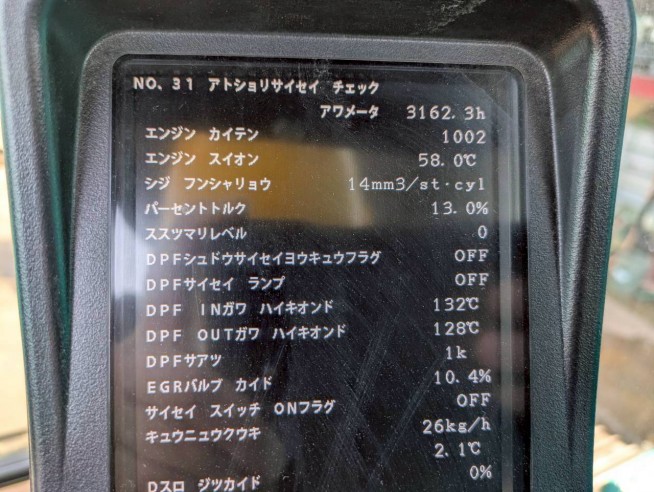 NO、31 アトショリサイセイ チェック
アワメータ 3162.3h
エンジン カイテン 1002
エンジン スイオン 58.0℃
シジ フンシャリョウ 14mm3/st·cyl
パーセントトルク 13.0%
ススツマリレベル 0
DPFシュドウサイセイヨウキュウフラグ OFF
DPFサイセイ ランプ OFF
DPF INガワ ハイキオンド 132℃
DPF OUTガワ ハイキオンド 128℃
DPFサアツ 1k
EGRバルブ カイド 10.4%
サイセイ スイッチ ONフラグ OFF
キュウニュウクウキ 26kg/h
2.1℃
0%
Dスロ ジツカイド